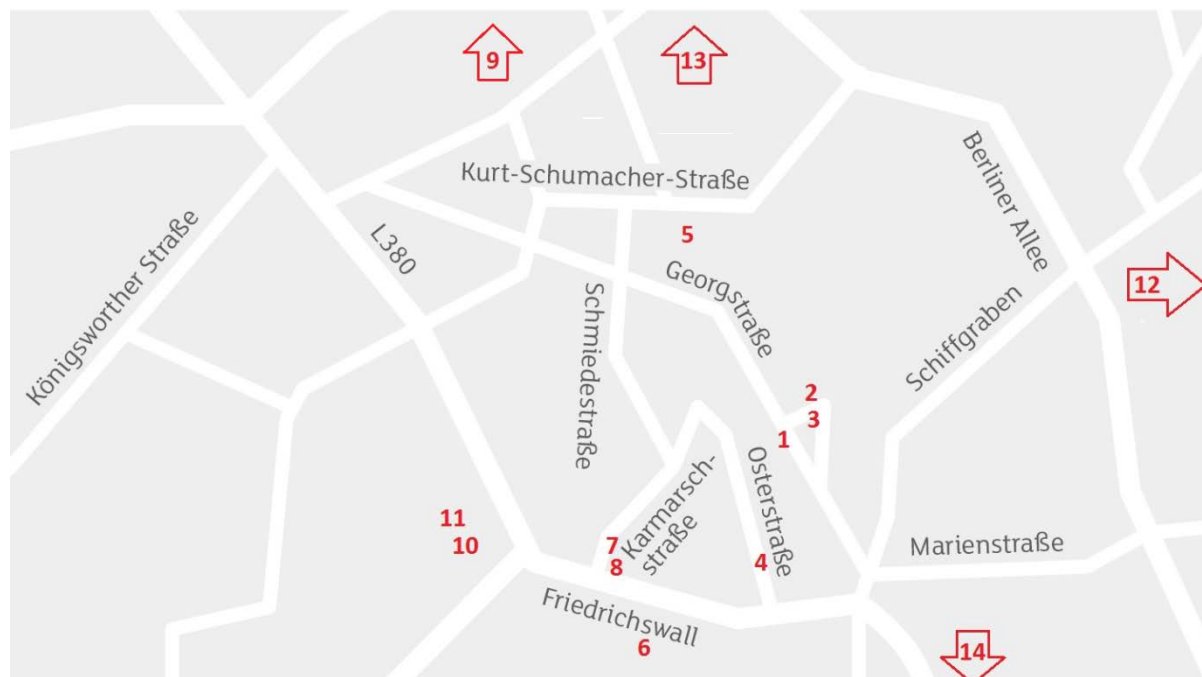 9
13
Kurt-Schumacher-Straße
Berliner Allee
Königsworther Straße
L380
5
Georgstraße
12
Schmiedestraße
Schiffgraben
2
3
1
Osterstraße
Karmarsch-
straße
11
10
7
8
4
Marienstraße
Friedrichswall
6
14